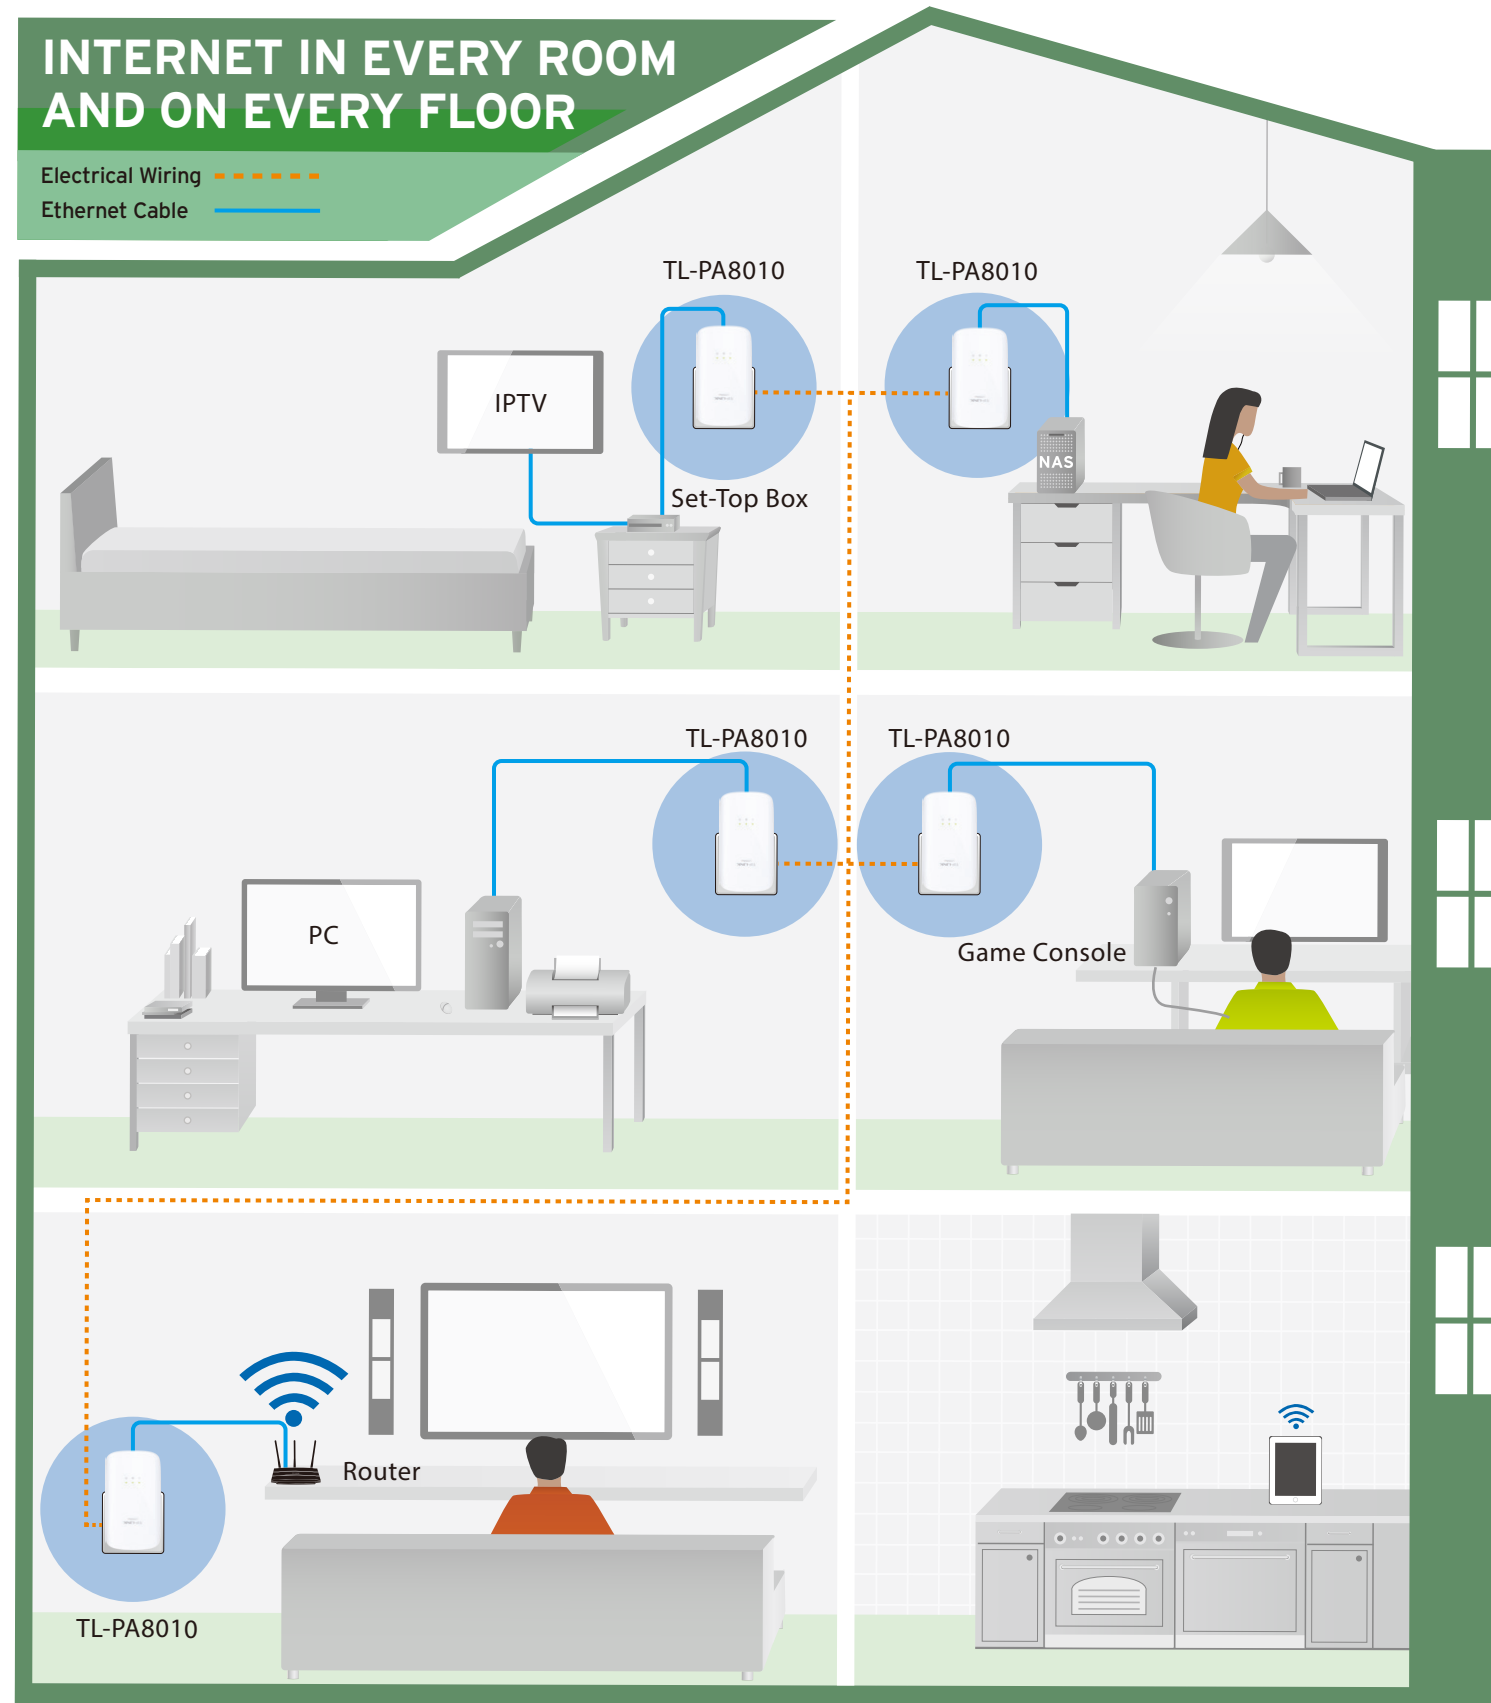 INTERNET IN EVERY ROOM
AND ON EVERY FLOOR
Electrical Wiring
Ethernet Cable
TL-PA8010
TL-PA8010
IPTV
NAS
Set-Top Box
TL-PA8010
TL-PA8010
PC
Game Console
Router
TL-PA8010